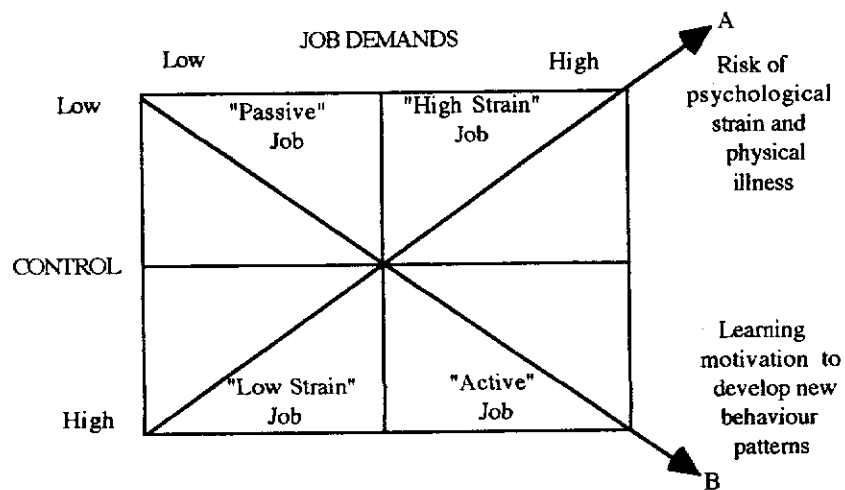 JOB DEMANDS
A
Low
High
Low
"Passive"
Job
"High Strain"
Job
Risk of
psychological
strain and
physical
illness
CONTROL
"Low Strain"
Job
"Active"
Job
High
Learning
motivation to
develop new
behaviour
patterns
B